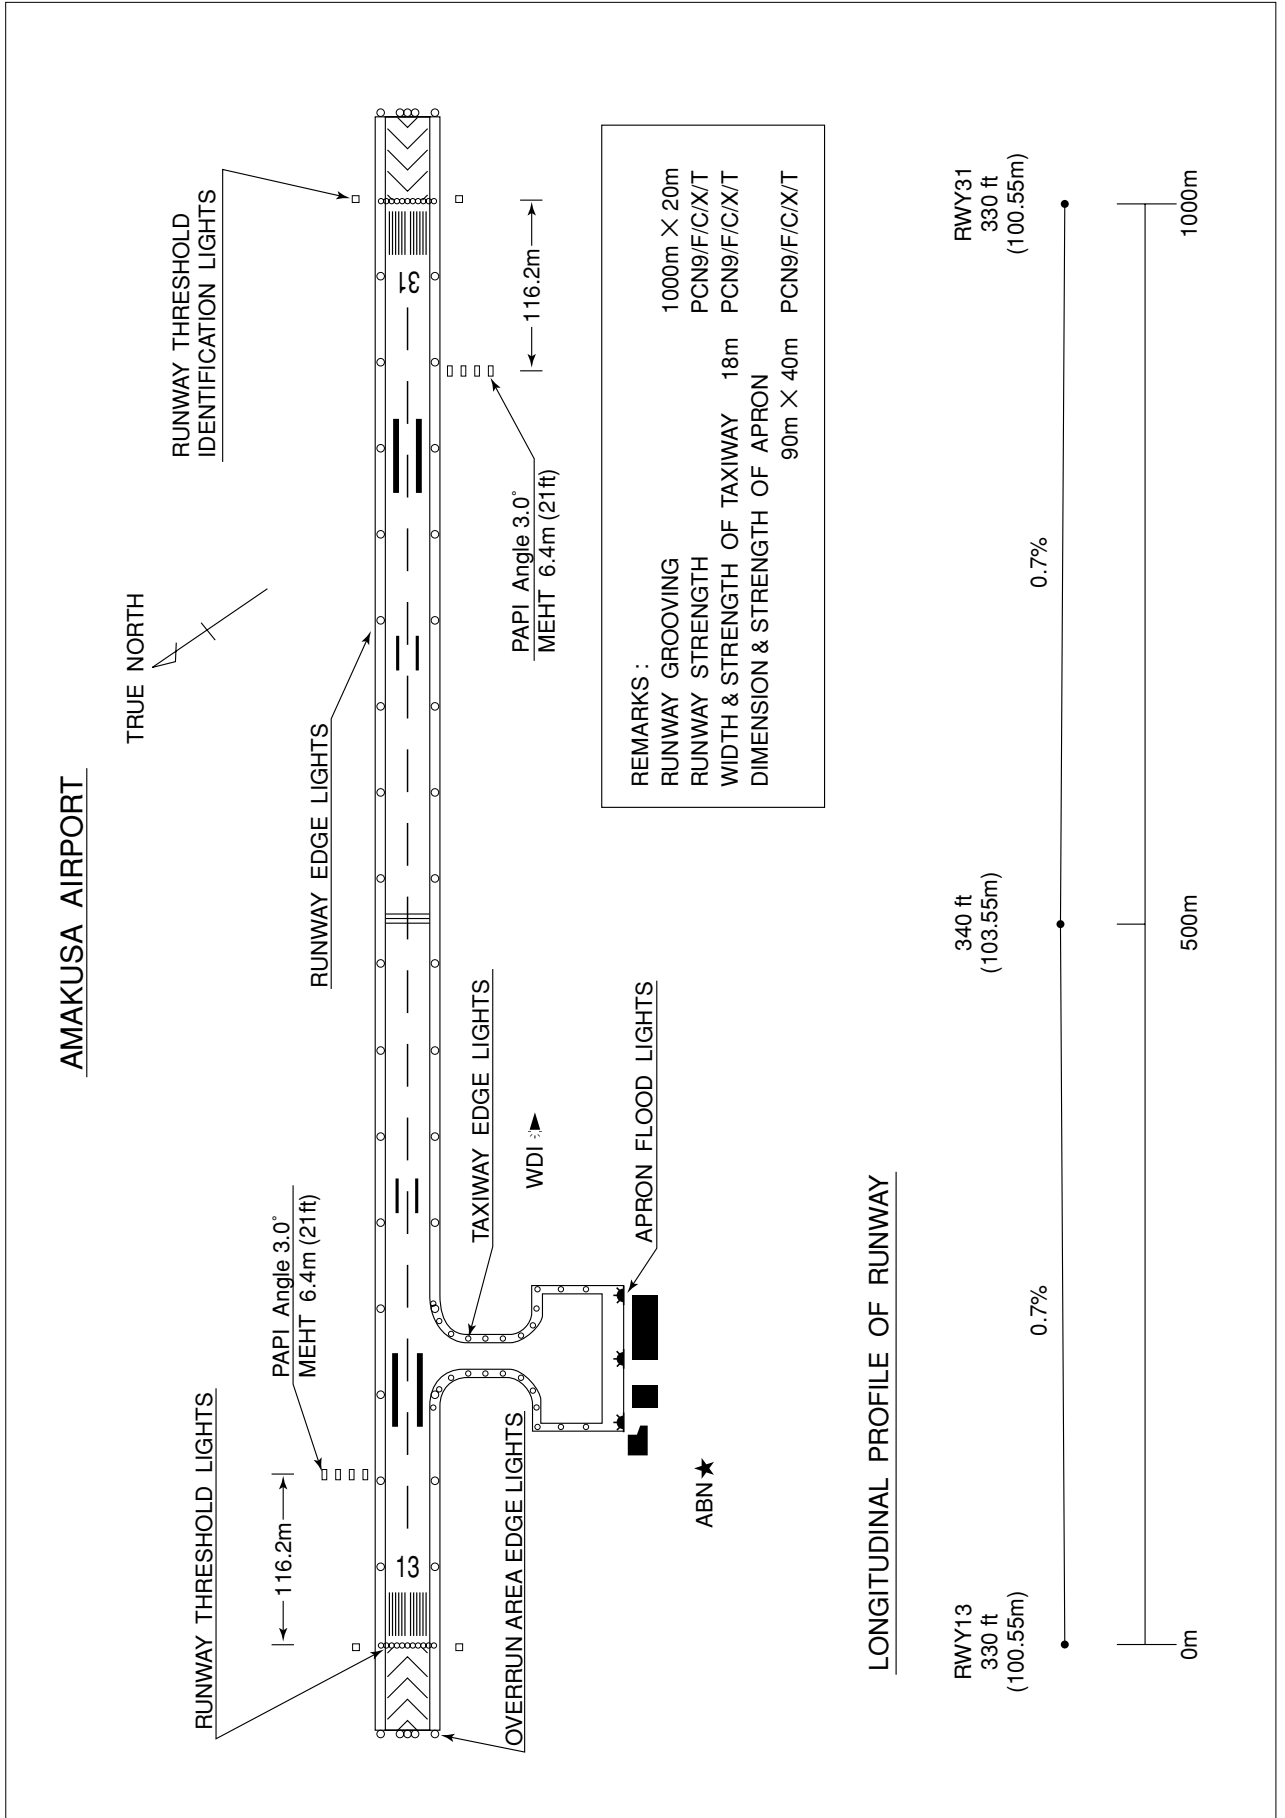 AMAKUSA AIRPORT
TRUE NORTH
RUNWAY THRESHOLD LIGHTS
116.2m
PAPI Angle 3.0°
MEHT 6.4m (21ft)
RUNWAY EDGE LIGHTS
RUNWAY THRESHOLD
IDENTIFICATION LIGHTS
13
31
OVERRUN AREA EDGE LIGHTS
TAXIWAY EDGE LIGHTS
WDI
PAPI Angle 3.0°
MEHT 6.4m (21ft)
116.2m
APRON FLOOD LIGHTS
ABN
REMARKS :
RUNWAY GROOVING 1000m × 20m
RUNWAY STRENGTH PCN9/F/C/X/T
WIDTH & STRENGTH OF TAXIWAY 18m PCN9/F/C/X/T
DIMENSION & STRENGTH OF APRON
90m × 40m PCN9/F/C/X/T
LONGITUDINAL PROFILE OF RUNWAY
RWY13
330 ft
(100.55m)
340 ft
(103.55m)
RWY31
330 ft
(100.55m)
0.7%
0.7%
0m
500m
1000m